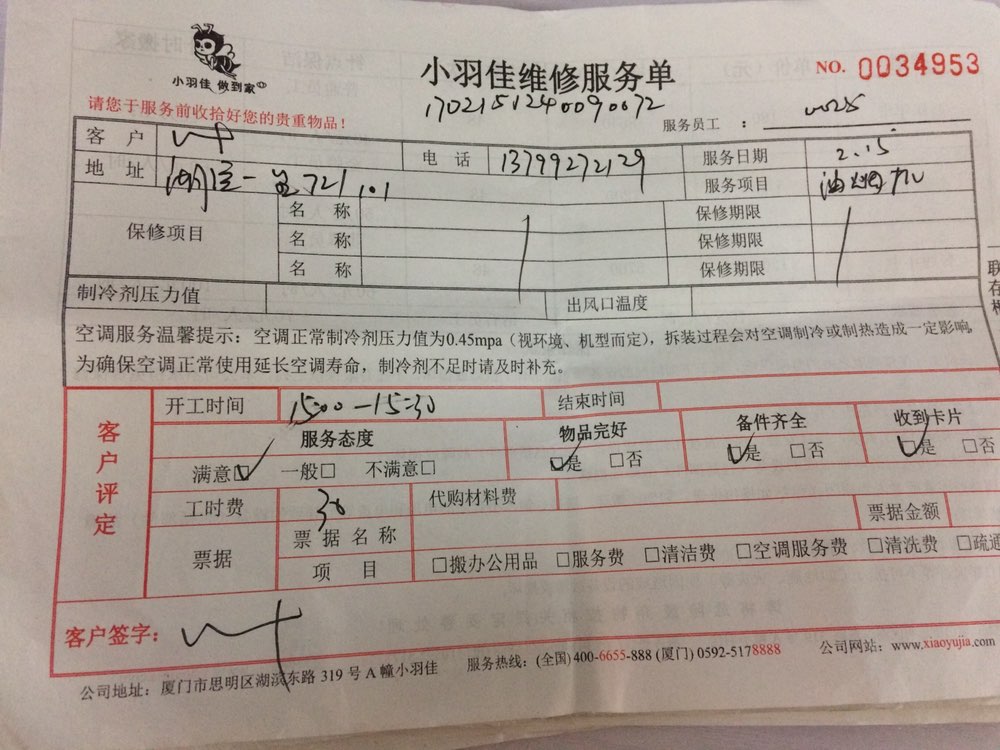 小羽佳 做到家
小羽佳维修服务单
NO. 0034953
1702151240090072
请您于服务前收拾好您的贵重物品!
服务员工 :
客户 电话 13799272129 服务日期 2.15
地址 服务项目 油烟机
保修项目 名称 保修期限
名称 保修期限
名称 保修期限
制冷剂压力值 出风口温度
空调服务温馨提示:空调正常制冷剂压力值为0.45mpa(视环境、机型而定),拆装过程会对空调制冷或制热造成一定影响,
为确保空调正常使用延长空调寿命,制冷剂不足时请及时补充。
客户评定
开工时间 15:00-15:30 结束时间
服务态度 物品完好 备件齐全 收到卡片
满意☑ 一般□ 不满意□ ☑是 □否 ☑是 □否 ☑是 □否
工时费 30 代购材料费
票据 票据名称 票据金额
项目 □搬办公用品 □服务费 □清洁费 □空调服务费 □清洗费 □疏通
客户签字:
公司地址:厦门市思明区湖滨东路 319 号 A 幢小羽佳 服务热线:(全国) 400-6655-888 (厦门) 0592-5178888 公司网站:www.xiaoyujia.com